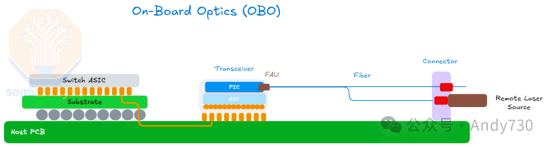 On-Board Optics (OBO)
Transceiver
FAU
Fiber
Connector
Switch ASIC
PIC
EIC
Substrate
Remote Laser
Source
Host PCB
公众号 · Andy730